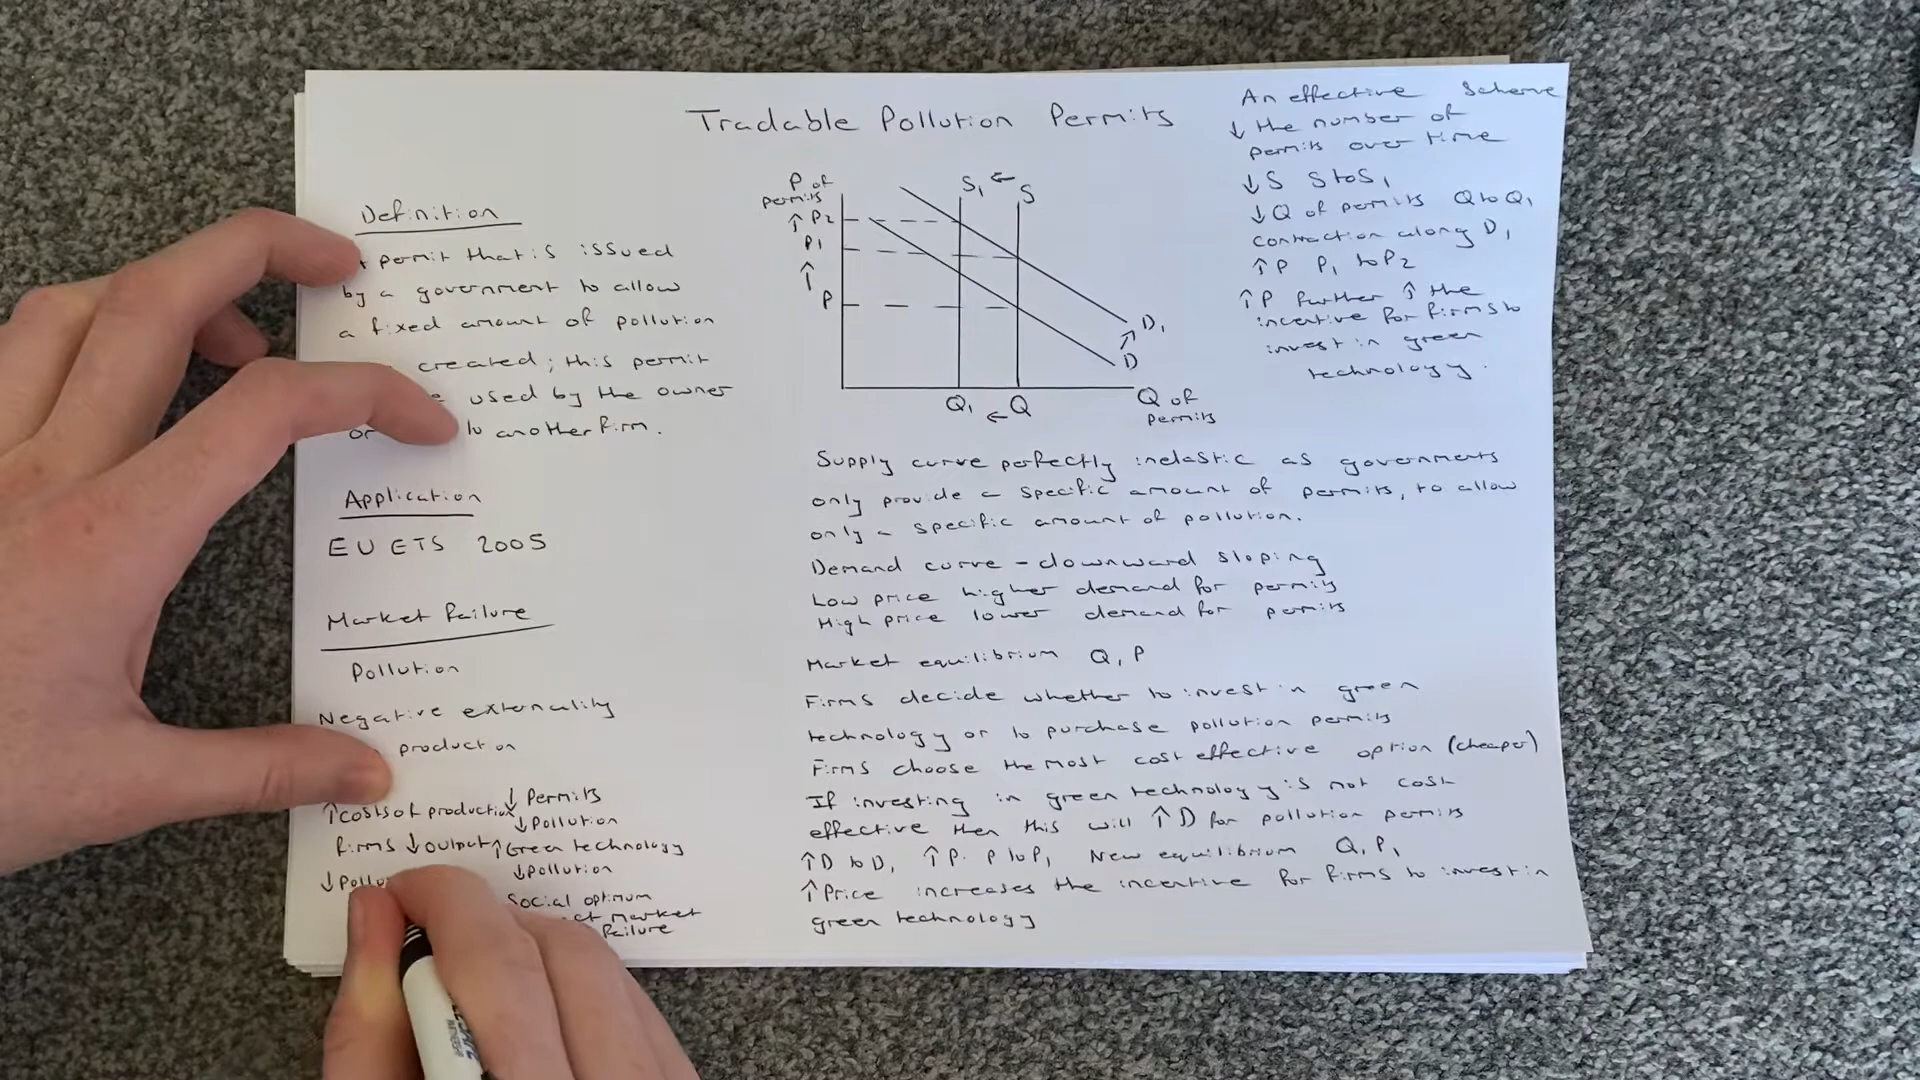 Tradable Pollution Permits
Definition
permit that is issued
by a government to allow
a fixed amount of pollution
created; this permit
used by the owner
or to another firm.
Application
EU ETS 2005
Market Failure
Pollution
Negative externality
production
↑costs of production
firms ↓output
↓Pollu
↓Permits
↓Pollution
↑Green technology
↓Pollution
Social optimum
market
failure
P of
permits
↑ P2
P1
↑
P
S1 ← S
D1
↗
D
Q1 ← Q
Q of
permits
An effective scheme
↓ the number of
permits over time
↓S S to S1
↓Q of permits Q to Q1
contraction along D1
↑P P1 to P2
↑P further ↑ the
incentive for firms to
invest in green
technology.
Supply curve perfectly inelastic as governments
only provide a specific amount of permits, to allow
only a specific amount of pollution.
Demand curve - downward sloping
Low price higher demand for permits
High price lower demand for permits
Market equilibrium Q, P
Firms decide whether to invest in green
technology or to purchase pollution permits
Firms choose the most cost effective option (cheaper)
If investing in green technology is not cost
effective then this will ↑D for pollution permits
↑D to D1 ↑P P to P1 New equilibrium Q, P1
↑Price increases the incentive for firms to invest in
green technology